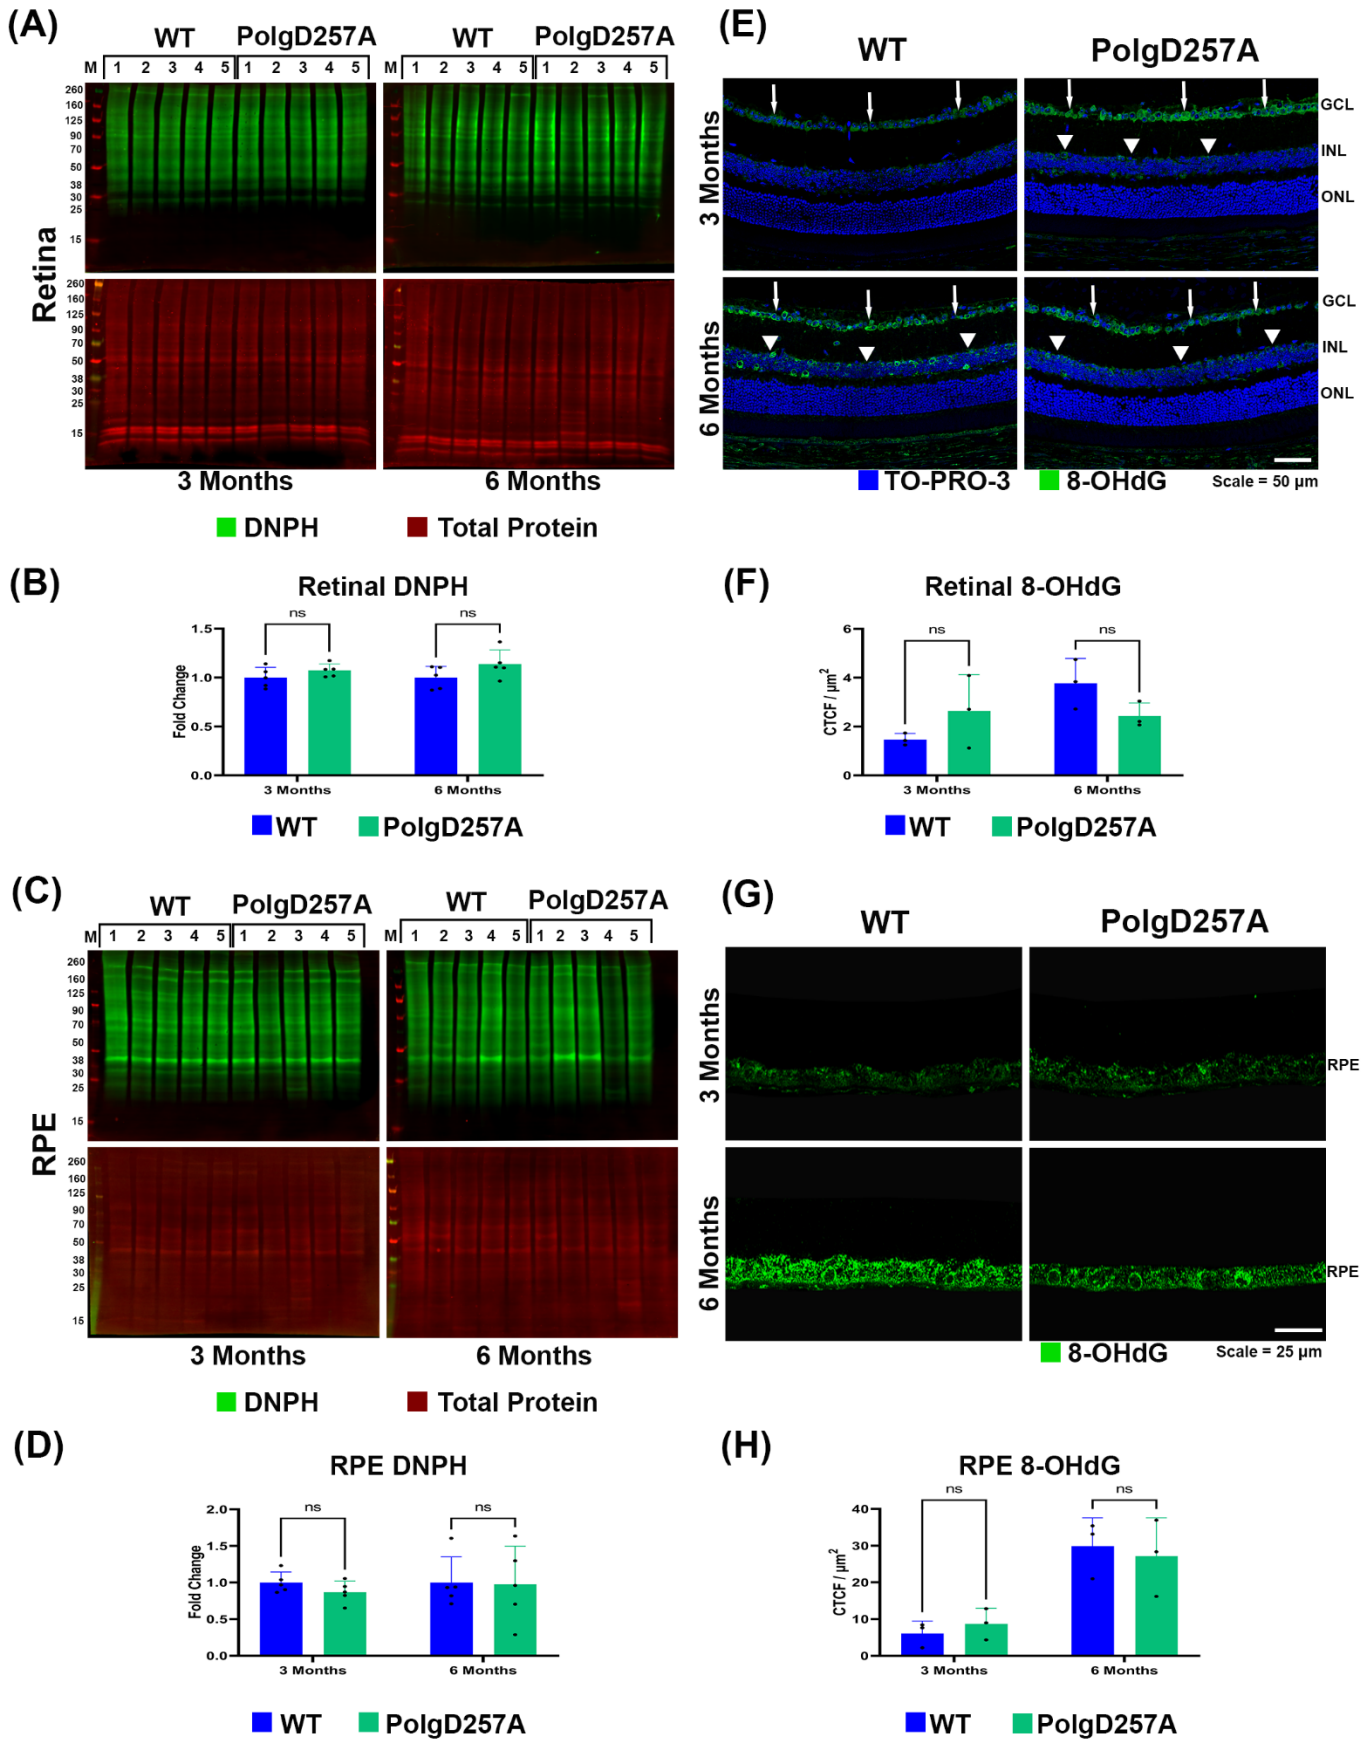 (A)
WT PolgD257A WT PolgD257A
M 1 2 3 4 5 1 2 3 4 5 M 1 2 3 4 5 1 2 3 4 5
260
160
125
90
70
50
38
30
25
15
Retina
260
160
125
90
70
50
38
30
25
15
3 Months 6 Months
DNPH Total Protein
(B)
Retinal DNPH
ns ns
1.5
1.0
0.5
0.0
Fold Change
3 Months 6 Months
WT PolgD257A
(C)
WT PolgD257A WT PolgD257A
M 1 2 3 4 5 1 2 3 4 5 M 1 2 3 4 5 1 2 3 4 5
260
160
125
90
70
50
38
30
25
15
RPE
260
160
125
90
70
50
38
30
25
15
3 Months 6 Months
DNPH Total Protein
(D)
RPE DNPH
ns ns
2.0
1.5
1.0
0.5
0.0
Fold Change
3 Months 6 Months
WT PolgD257A
(E)
WT PolgD257A
3 Months
GCL
INL
ONL
6 Months
GCL
INL
ONL
TO-PRO-3 8-OHdG Scale = 50 µm
(F)
Retinal 8-OHdG
ns ns
6
4
2
0
CTCF / µm²
3 Months 6 Months
WT PolgD257A
(G)
WT PolgD257A
3 Months
RPE
6 Months
RPE
8-OHdG Scale = 25 µm
(H)
RPE 8-OHdG
ns ns
40
30
20
10
0
CTCF / µm²
3 Months 6 Months
WT PolgD257A